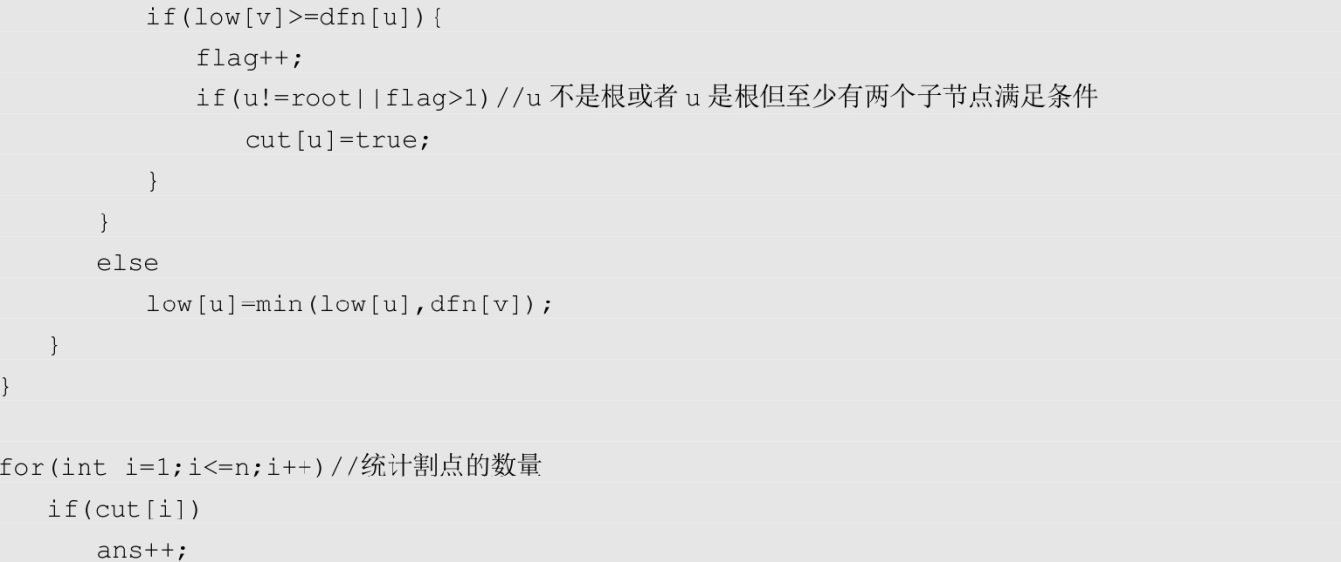 if(low[v]>=dfn[u]){
flag++;
if(u!=root||flag>1)//u 不是根或者 u 是根但至少有两个子节点满足条件
cut[u]=true;
}
}
else
low[u]=min(low[u],dfn[v]);
}
}
for(int i=1;i<=n;i++)//统计割点的数量
if(cut[i])
ans++;